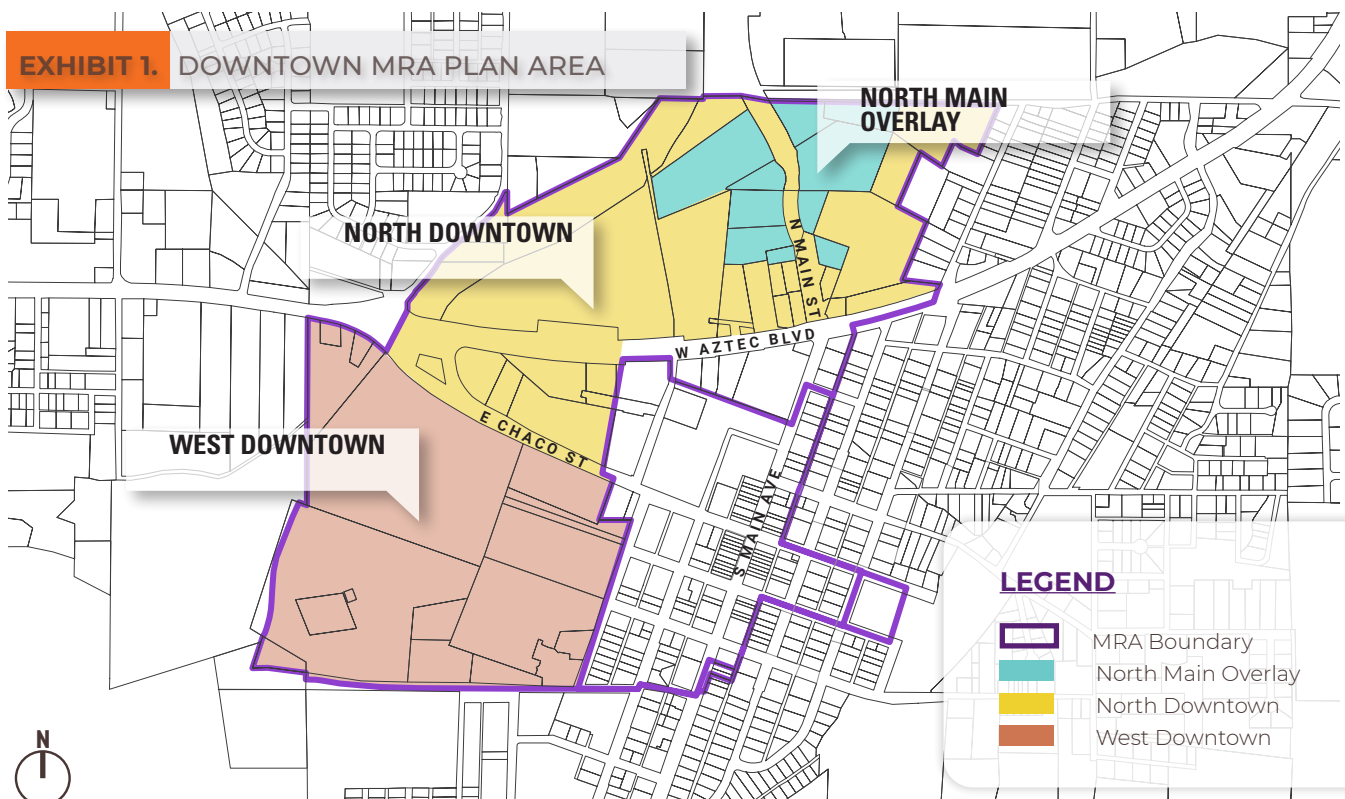 EXHIBIT 1. DOWNTOWN MRA PLAN AREA
NORTH MAIN
OVERLAY
NORTH DOWNTOWN
N MAIN ST
W AZTEC BLVD
E CHACO ST
WEST DOWNTOWN
S MAIN AVE
LEGEND
MRA Boundary
North Main Overlay
North Downtown
West Downtown
N